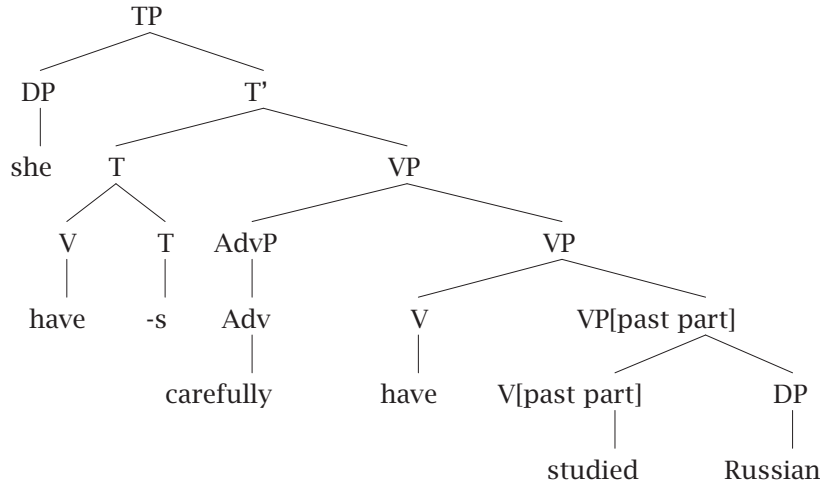 TP
DP T'
she T VP
V T AdvP VP
have -s Adv V VP[past part]
carefully have V[past part] DP
studied Russian